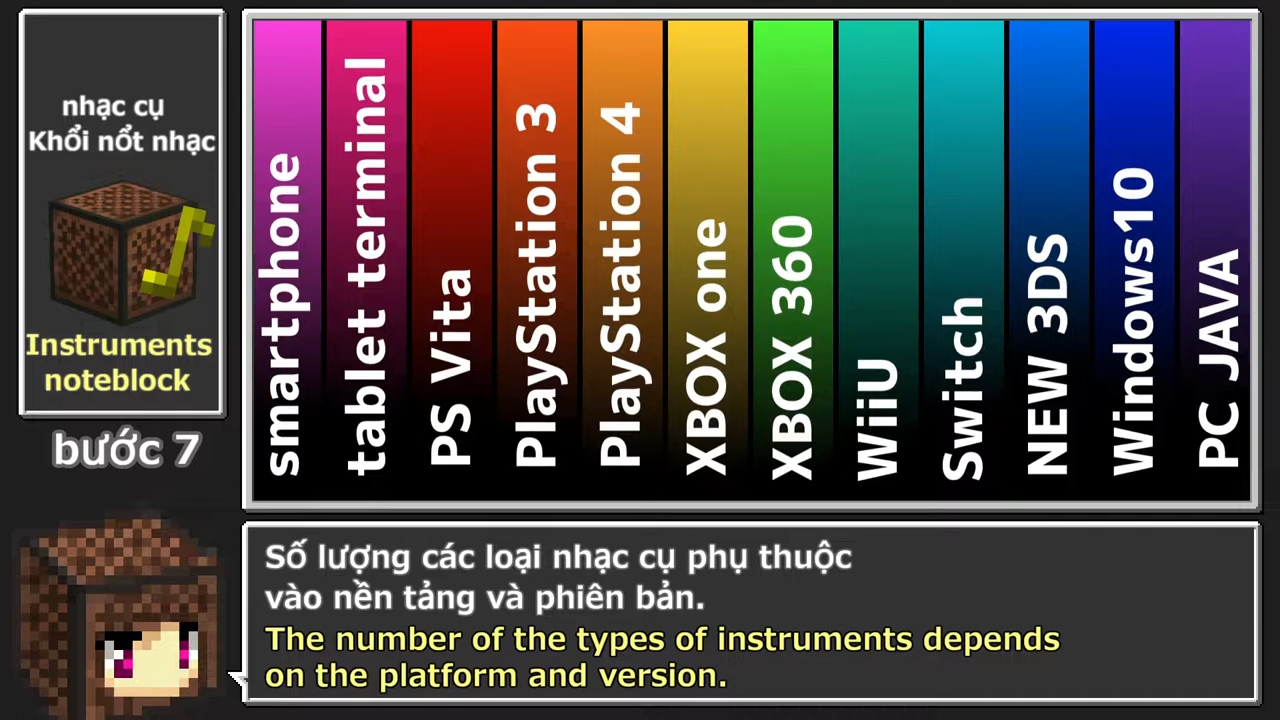 nhạc cụ
Khổi nổt nhạc
Instruments
noteblock
bước 7
smartphone
tablet terminal
PS Vita
PlayStation 3
PlayStation 4
XBOX one
XBOX 360
WiiU
Switch
NEW 3DS
Windows10
PC JAVA
Số lượng các loại nhạc cụ phụ thuộc
vào nền tảng và phiên bản.
The number of the types of instruments depends
on the platform and version.